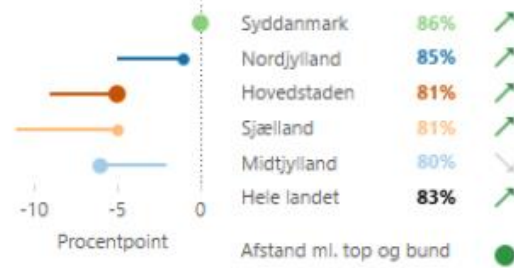 Syddanmark 86%
Nordjylland 85%
Hovedstaden 81%
Sjælland 81%
Midtjylland 80%
Hele landet 83%
-10 -5 0
Procentpoint
Afstand ml. top og bund